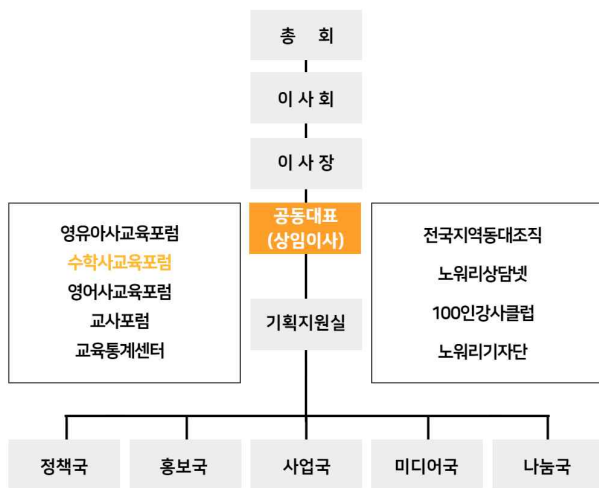 총 회
이 사 회
이 사 장
공동대표
(상임이사)
영유아사교육포럼
수학사교육포럼
영어사교육포럼
교사포럼
교육통계센터
기획지원실
전국지역등대조직
노워리상담넷
100인강사클럽
노워리기자단
정책국
홍보국
사업국
미디어국
나눔국